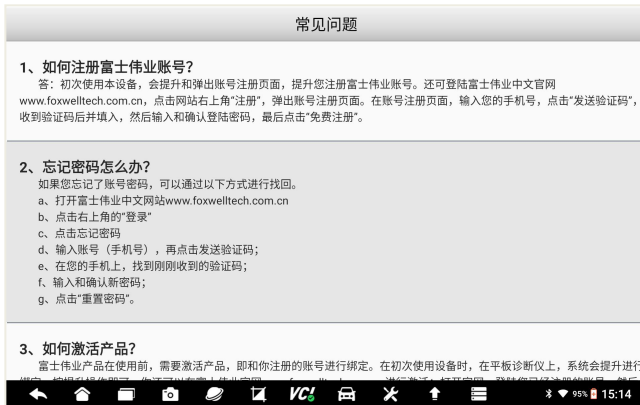 常见问题
1、如何注册富士伟业账号？
答：初次使用本设备，会提升和弹出账号注册页面，提升您注册富士伟业账号。还可登陆富士伟业中文官网
www.foxwelltech.com.cn，点击网站右上角“注册”，弹出账号注册页面。在账号注册页面，输入您的手机号，点击“发送验证码”，
收到验证码后并填入，然后输入和确认登陆密码，最后点击“免费注册”。
2、忘记密码怎么办？
如果您忘记了账号密码，可以通过以下方式进行找回。
a、打开富士伟业中文网站www.foxwelltech.com.cn
b、点击右上角的“登录”
c、点击忘记密码
d、输入账号（手机号），再点击发送验证码；
e、在您的手机上，找到刚刚收到的验证码；
f、输入和确认新密码；
g、点击“重置密码”。
3、如何激活产品？
富士伟业产品在使用前，需要激活产品，即和你注册的账号进行绑定。在初次使用设备时，在平板诊断仪上，系统会提升进行
VC! 95% 15:14